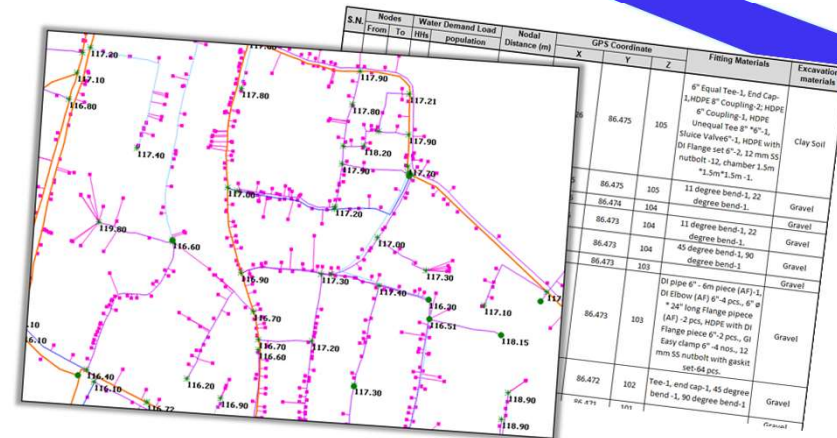 S.N. Nodes Water Demand Load Nodal Distance (m) GPS Coordinate Fitting Materials Excavation materials
From To HHs population X Y Z
86.475 105 6" Equal Tee-1, End Cap-
1,HDPE 8" Coupling-2, HDPE
6" Coupling-1, HDPE
Unequal Tee 8" *6"-1,
Sluice Valve6"-1, HDPE with
DI Flange set 6"-2, 12 mm SS
nutbolt -12, chamber 1.5m
*1.5m*1.5m -1.
Clay Soil
86.475 105 11 degree bend-1, 22
degree bend-1. Gravel
86.474 104 Gravel
86.473 104 11 degree bend-1, 22
degree bend-1. Gravel
86.473 104 45 degree bend-1, 90
degree bend-1 Gravel
86.473 103 Gravel
86.473 103 DI pipe 6" - 6m piece (AF)-1,
DI Elbow (AF) 6"-4 pcs., 6" ø
* 24" long Flange pipece
(AF) -2 pcs, HDPE with DI
Flange piece 6"-2 pcs., GI
Easy clamp 6" -4 nos., 12
mm SS nutbolt with gasket
set-64 pcs.
Gravel
86.472 102 Tee-1, end cap-1, 45 degree
bend -1, 90 degree bend-1 Gravel
117.20
117.90
117.10
117.80
117.21
116.80
117.80
117.90
118.20
117.40
117.90
117.70
117.00
117.20
119.80
116.60
117.00
116.90
117.30
117.30
117.40
116.20
117.10
116.70
116.51
118.15
116.70
116.60
117.20
116.40
116.10
116.20
117.30
116.90
118.90
116.72
118.90